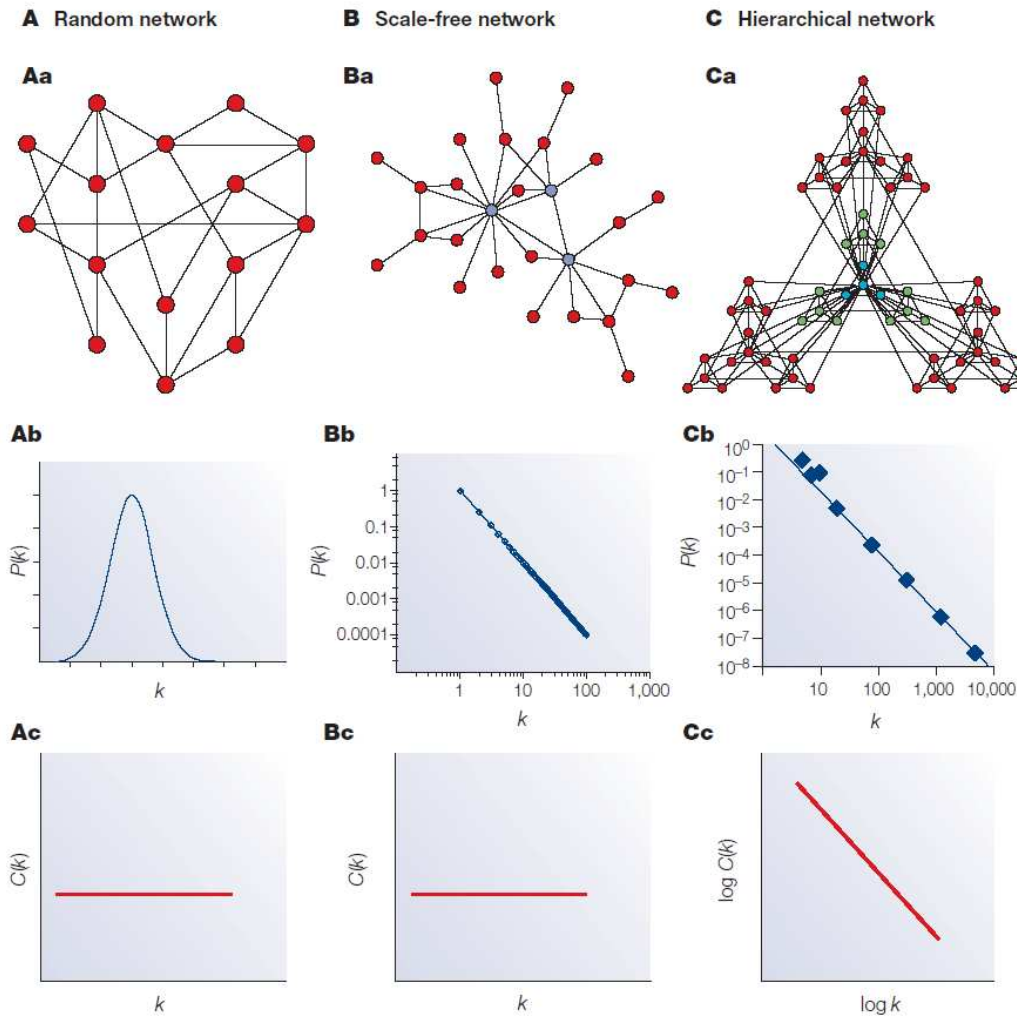 A Random network
B Scale-free network
C Hierarchical network
Aa
Ba
Ca
Ab
P(k)
k
Bb
1
0.1
0.01
0.001
0.0001
P(k)
1 10 100 1,000
k
Cb
10⁰
10⁻¹
10⁻²
10⁻³
10⁻⁴
10⁻⁵
10⁻⁶
10⁻⁷
10⁻⁸
P(k)
10 100 1,000 10,000
k
Ac
C(k)
k
Bc
C(k)
k
Cc
log C(k)
log k